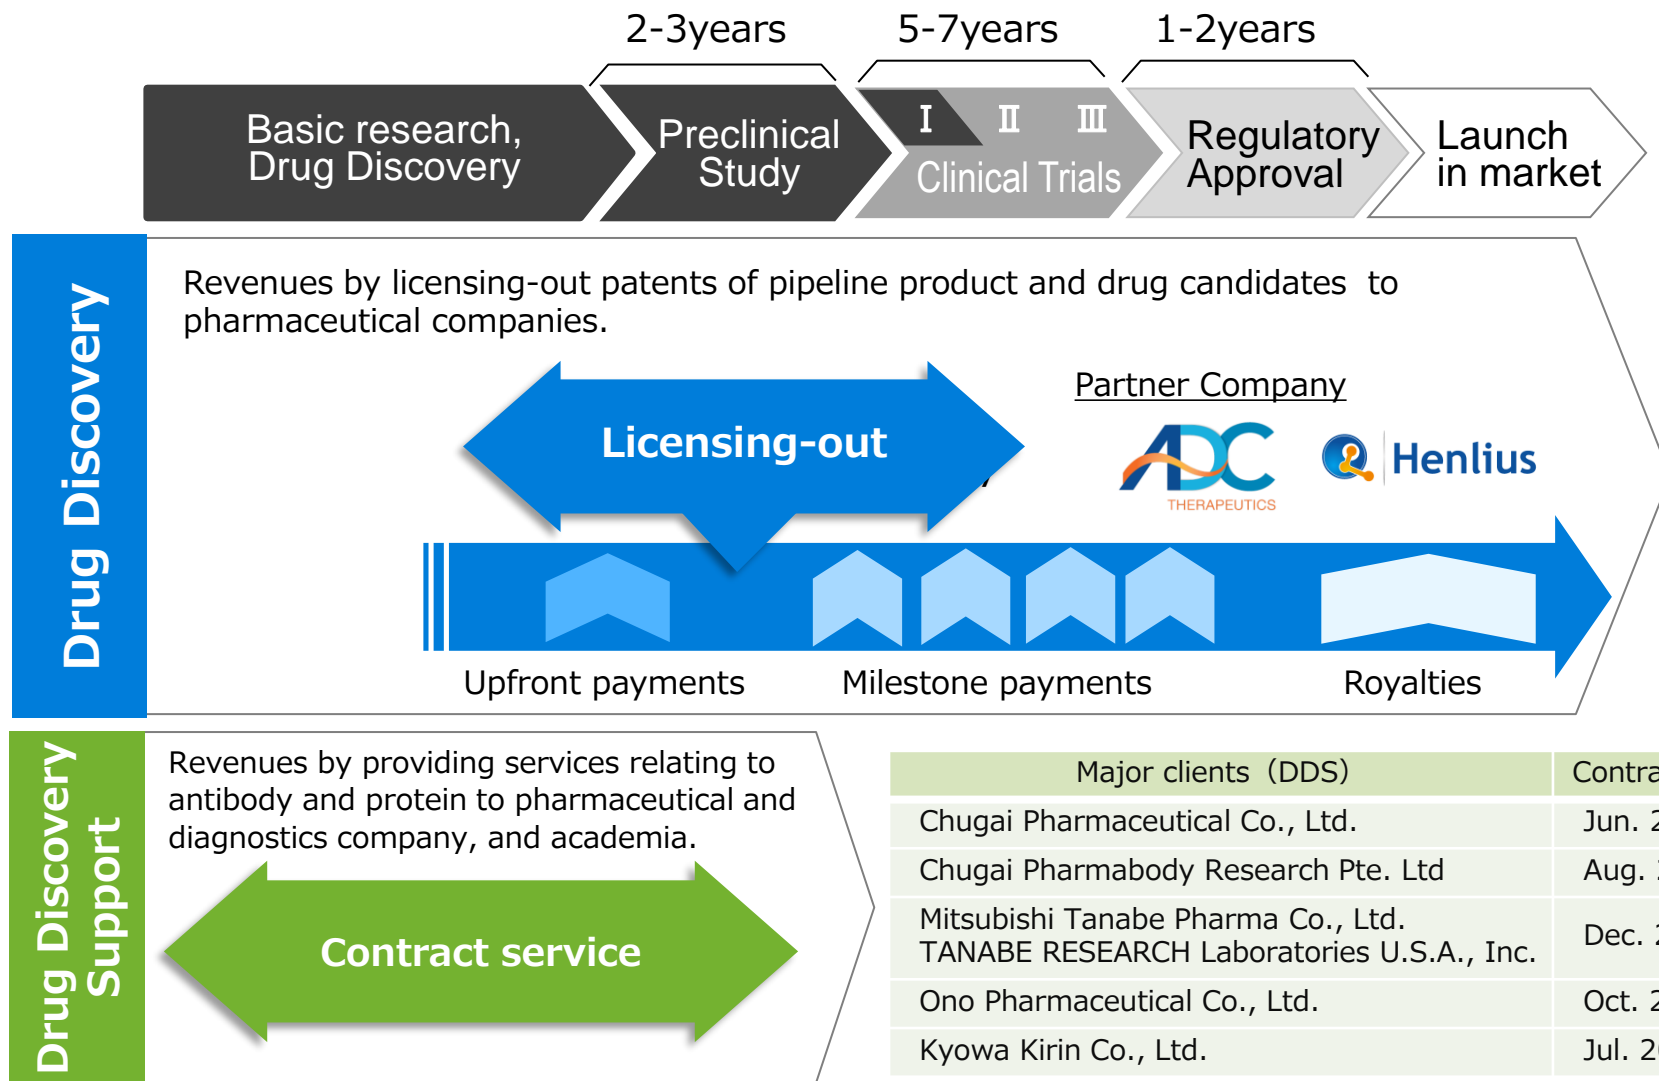 2-3years
5-7years
1-2years
Basic research,
Drug Discovery
Preclinical
Study
Ⅰ Ⅱ Ⅲ
Clinical Trials
Regulatory
Approval
Launch
in market
Drug Discovery
Revenues by licensing-out patents of pipeline product and drug candidates to
pharmaceutical companies.
Licensing-out
Partner Company
ADC
THERAPEUTICS
Henlius
Upfront payments
Milestone payments
Royalties
Drug Discovery
Support
Revenues by providing services relating to
antibody and protein to pharmaceutical and
diagnostics company, and academia.
Contract service
Major clients（DDS）
Chugai Pharmaceutical Co., Ltd.
Jun. 2
Chugai Pharmabody Research Pte. Ltd
Aug.
Mitsubishi Tanabe Pharma Co., Ltd.
TANABE RESEARCH Laboratories U.S.A., Inc.
Dec. 2
Ono Pharmaceutical Co., Ltd.
Oct. 2
Kyowa Kirin Co., Ltd.
Jul. 2